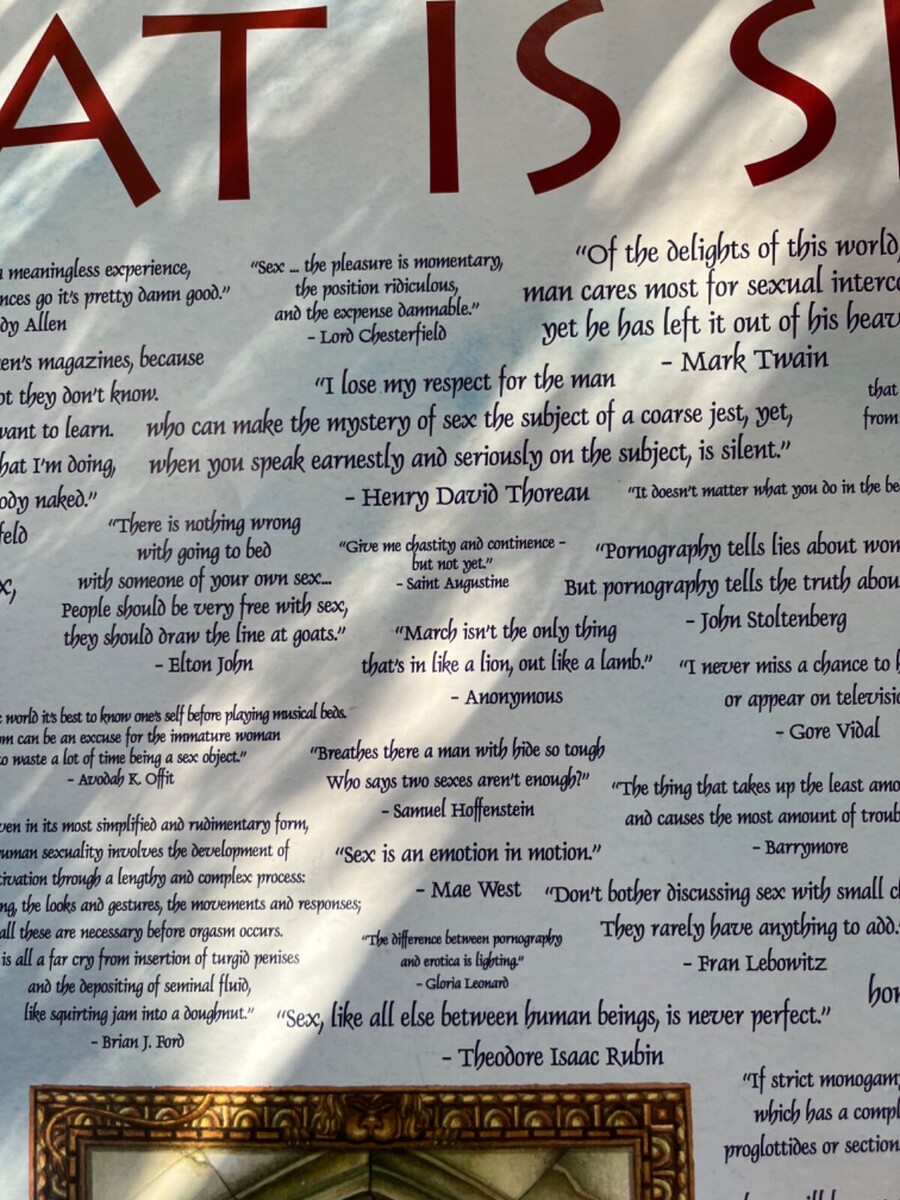 AT IS S
meaningless experience,
nces go it's pretty damn good."
dy Allen
"Sex ... the pleasure is momentary,
the position ridiculous,
and the expense damnable."
- Lord Chesterfield
"Of the delights of this world,
man cares most for sexual interc
yet he has left it out of his heav
- Mark Twain
en's magazines, because
ot they don't know.
want to learn.
hat I'm doing,
ody naked."
feld
"I lose my respect for the man
who can make the mystery of sex the subject of a coarse jest, yet,
when you speak earnestly and seriously on the subject, is silent."
- Henry David Thoreau
that
from
"It doesn't matter what you do in the be
"There is nothing wrong
with going to bed
with someone of your own sex...
People should be very free with sex,
they should draw the line at goats."
- Elton John
x,
"Give me chastity and continence -
but not yet."
- Saint Augustine
"Pornography tells lies about wom
But pornography tells the truth abou
- John Stoltenberg
"March isn't the only thing
that's in like a lion, out like a lamb."
- Anonymous
"I never miss a chance to h
or appear on televisio
- Gore Vidal
world it's best to know one's self before playing musical beds.
m can be an excuse for the immature woman
o waste a lot of time being a sex object."
- Avodah K. Offit
"Breathes there a man with hide so tough
Who says two sexes aren't enough?"
- Samuel Hoffenstein
"The thing that takes up the least amo
and causes the most amount of troub
- Barrymore
ven in its most simplified and rudimentary form,
uman sexuality involves the development of
tivation through a lengthy and complex process:
ng, the looks and gestures, the movements and responses;
all these are necessary before orgasm occurs.
is all a far cry from insertion of turgid penises
and the depositing of seminal fluid,
like squirting jam into a doughnut."
- Brian J. Ford
"Sex is an emotion in motion."
- Mae West
"Don't bother discussing sex with small c
They rarely have anything to add."
- Fran Lebowitz
"The difference between pornography
and erotica is lighting."
- Gloria Leonard
hor
"Sex, like all else between human beings, is never perfect."
- Theodore Isaac Rubin
"If strict monogamy
which has a compl
proglottides or section